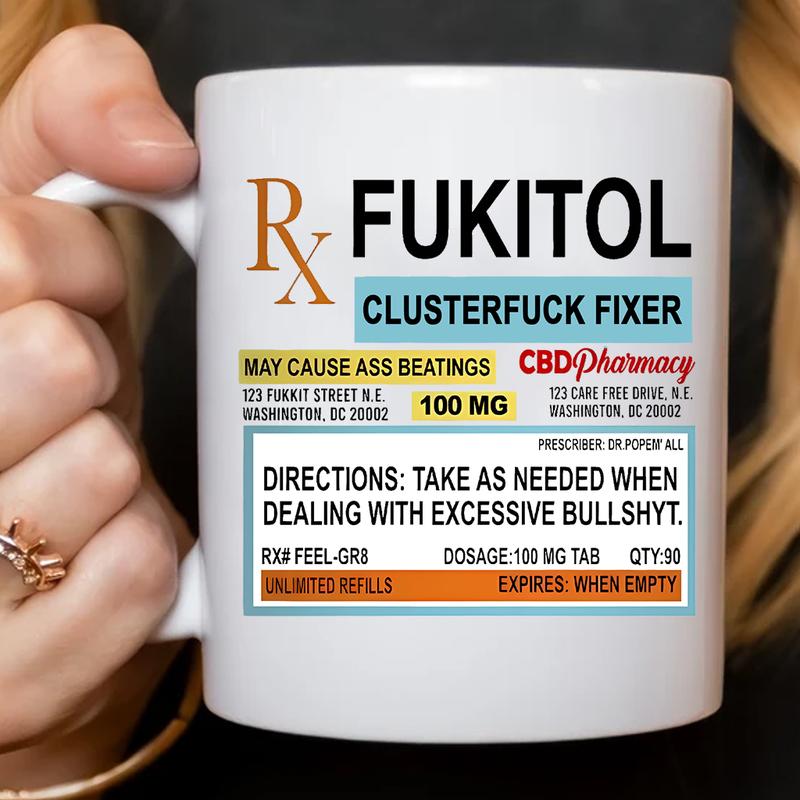 Rx FUKITOL
CLUSTERFUCK FIXER
MAY CAUSE ASS BEATINGS
CBDPharmacy
123 FUKKIT STREET N.E.
WASHINGTON, DC 20002
100 MG
123 CARE FREE DRIVE, N.E.
WASHINGTON, DC 20002
PRESCRIBER: DR.POPEM' ALL
DIRECTIONS: TAKE AS NEEDED WHEN
DEALING WITH EXCESSIVE BULLSHYT.
RX# FEEL-GR8 DOSAGE:100 MG TAB QTY:90
UNLIMITED REFILLS EXPIRES: WHEN EMPTY